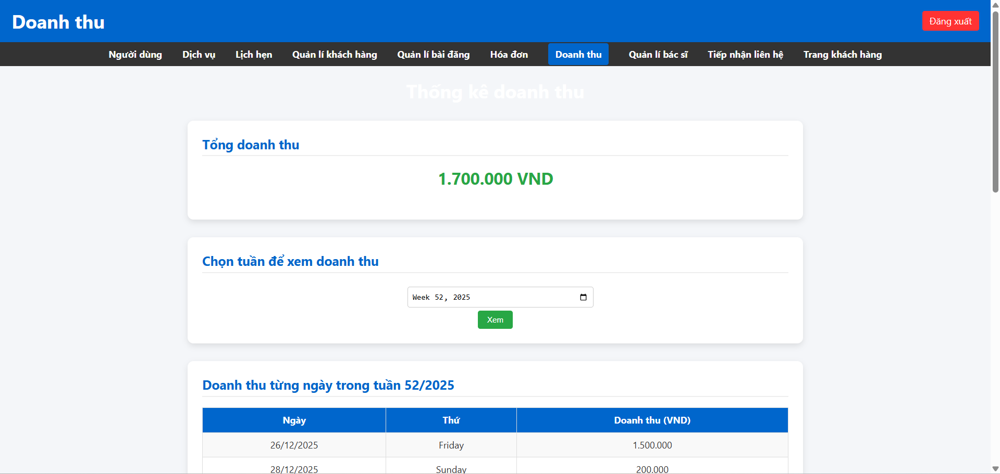 Doanh thu
Đăng xuất
Người dùng Dịch vụ Lịch hẹn Quản lí khách hàng Quản lí bài đăng Hóa đơn Doanh thu Quản lí bác sĩ Tiếp nhận liên hệ Trang khách hàng
Thống kê doanh thu
Tổng doanh thu
1.700.000 VND
Chọn tuần để xem doanh thu
Week 52, 2025
Xem
Doanh thu từng ngày trong tuần 52/2025
Ngày Thứ Doanh thu (VND)
26/12/2025 Friday 1.500.000
28/12/2025 Sunday 200.000